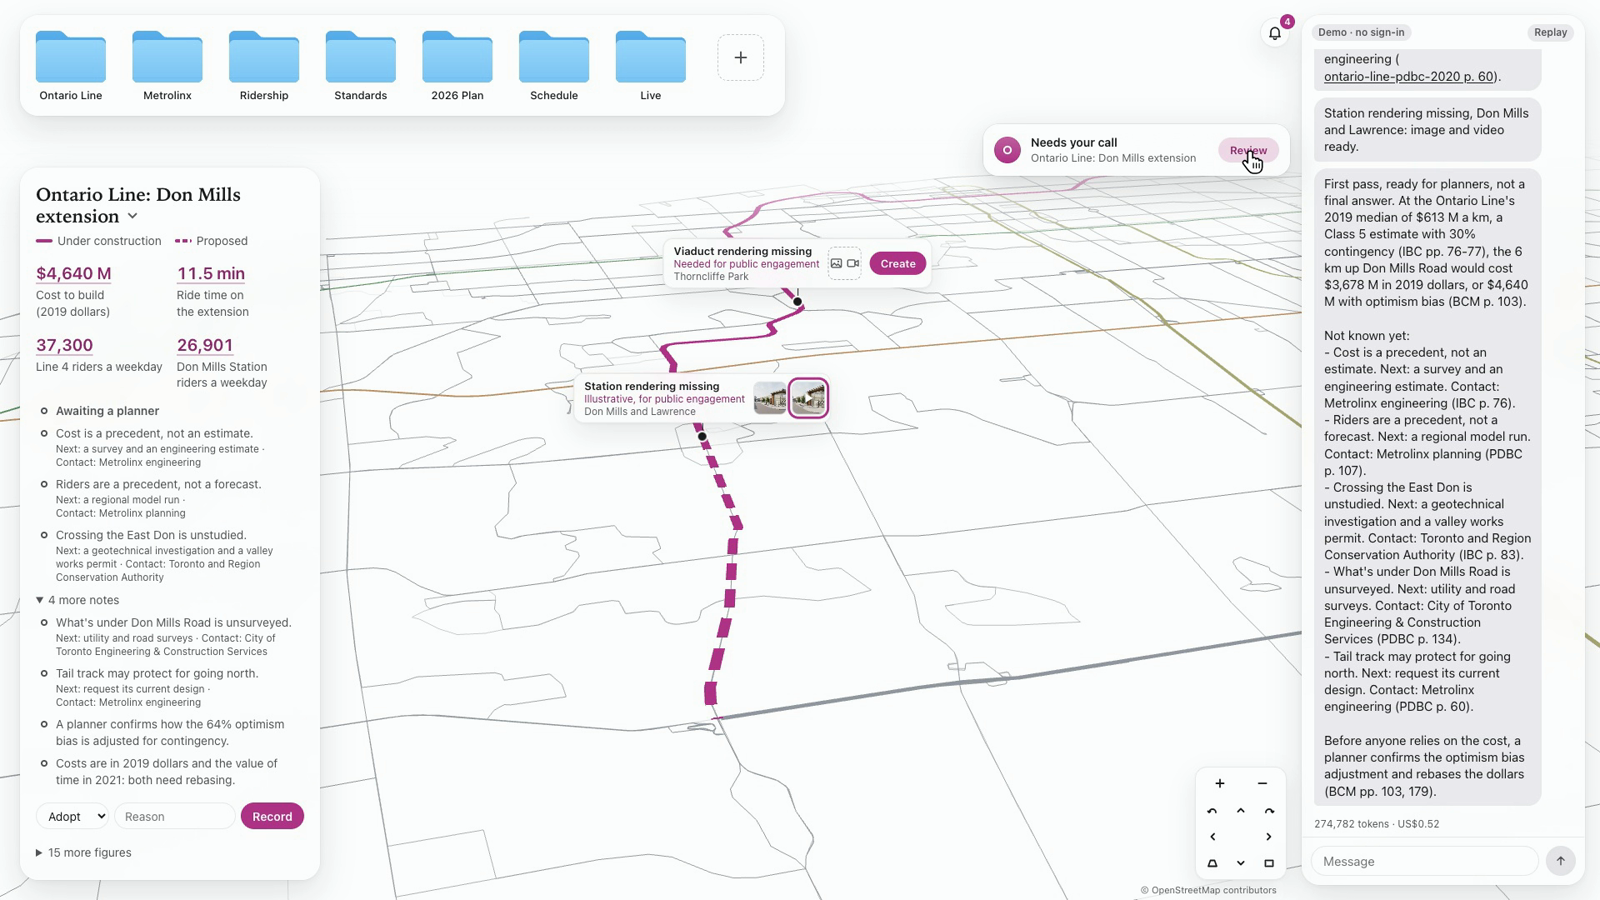 Ontario Line
Metrolinx
Ridership
Standards
2026 Plan
Schedule
Live
+
4
Needs your call
Ontario Line: Don Mills extension
Review
Ontario Line: Don Mills
extension
Under construction
Proposed
$4,640 M
Cost to build
(2019 dollars)
11.5 min
Ride time on
the extension
37,300
Line 4 riders a weekday
26,901
Don Mills Station
riders a weekday
Awaiting a planner
Cost is a precedent, not an estimate.
Next: a survey and an engineering estimate ·
Contact: Metrolinx engineering
Riders are a precedent, not a forecast.
Next: a regional model run ·
Contact: Metrolinx planning
Crossing the East Don is unstudied.
Next: a geotechnical investigation and a valley
works permit · Contact: Toronto and Region
Conservation Authority
4 more notes
What's under Don Mills Road is unsurveyed.
Next: utility and road surveys · Contact: City of
Toronto Engineering & Construction Services
Tail track may protect for going north.
Next: request its current design ·
Contact: Metrolinx engineering
A planner confirms how the 64% optimism
bias is adjusted for contingency.
Costs are in 2019 dollars and the value of
time in 2021: both need rebasing.
Adopt
Reason
Record
15 more figures
Viaduct rendering missing
Needed for public engagement
Thorncliffe Park
Create
Station rendering missing
Illustrative, for public engagement
Don Mills and Lawrence
© OpenStreetMap contributors
Demo · no sign-in
Replay
engineering (
ontario-line-pdbc-2020 p. 60).
Station rendering missing, Don Mills
and Lawrence: image and video
ready.
First pass, ready for planners, not a
final answer. At the Ontario Line's
2019 median of $613 M a km, a
Class 5 estimate with 30%
contingency (IBC pp. 76-77), the 6
km up Don Mills Road would cost
$3,678 M in 2019 dollars, or $4,640
M with optimism bias (BCM p. 103).
Not known yet:
- Cost is a precedent, not an
estimate. Next: a survey and an
engineering estimate. Contact:
Metrolinx engineering (IBC p. 76).
- Riders are a precedent, not a
forecast. Next: a regional model run.
Contact: Metrolinx planning (PDBC
p. 107).
- Crossing the East Don is
unstudied. Next: a geotechnical
investigation and a valley works
permit. Contact: Toronto and Region
Conservation Authority (IBC p. 83).
- What's under Don Mills Road is
unsurveyed. Next: utility and road
surveys. Contact: City of Toronto
Engineering & Construction
Services (PDBC p. 134).
- Tail track may protect for going
north. Next: request its current
design. Contact: Metrolinx
engineering (PDBC p. 60).
Before anyone relies on the cost, a
planner confirms the optimism bias
adjustment and rebases the dollars
(BCM pp. 103, 179).
274,782 tokens · US$0.52
Message